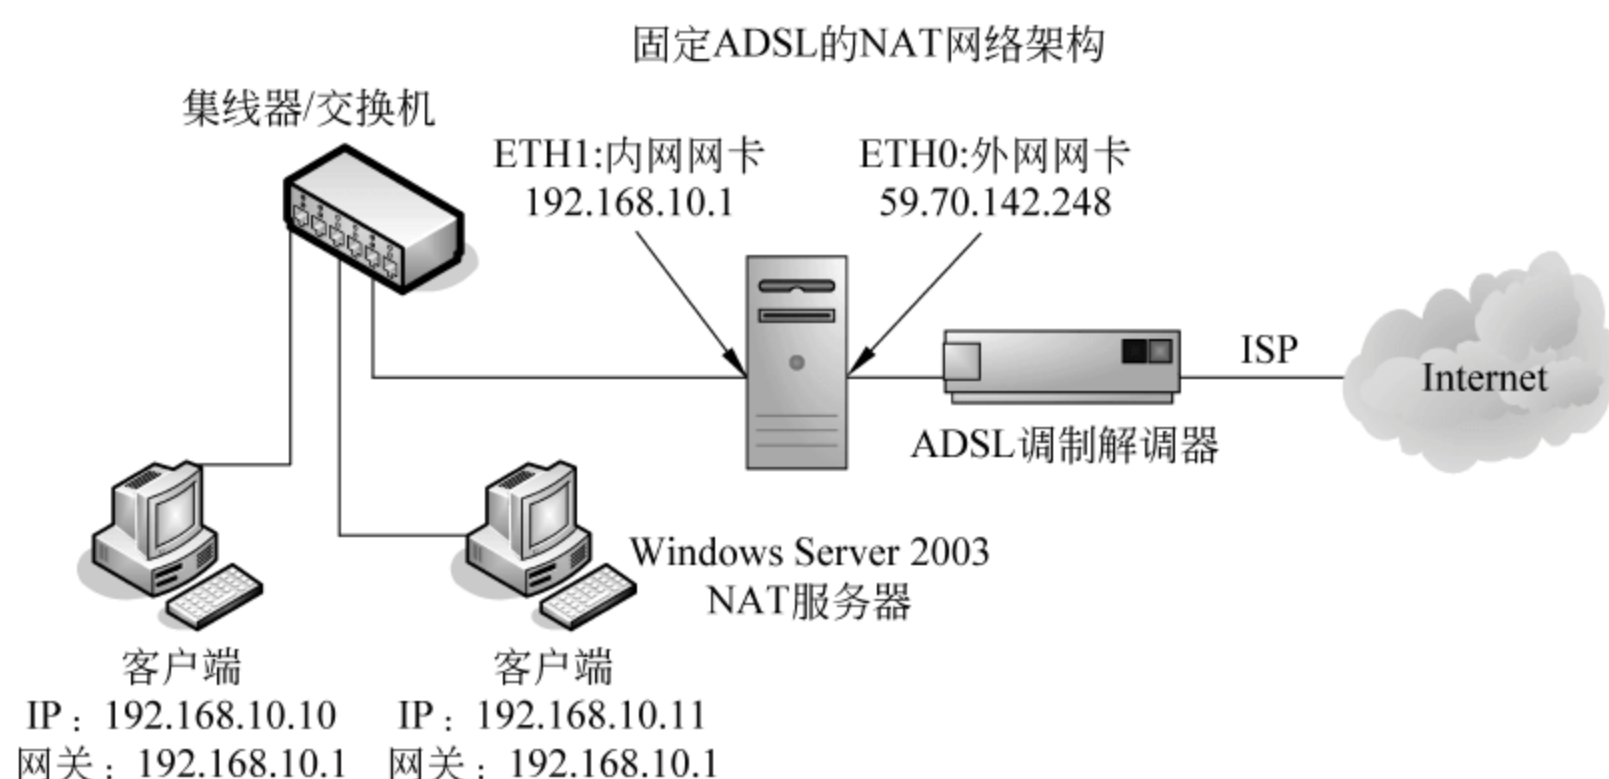 固定ADSL的NAT网络架构
集线器/交换机
ETH1:内网网卡
192.168.10.1
ETH0:外网网卡
59.70.142.248
ISP
Internet
ADSL调制解调器
Windows Server 2003
NAT服务器
客户端
IP：192.168.10.10
网关：192.168.10.1
客户端
IP：192.168.10.11
网关：192.168.10.1